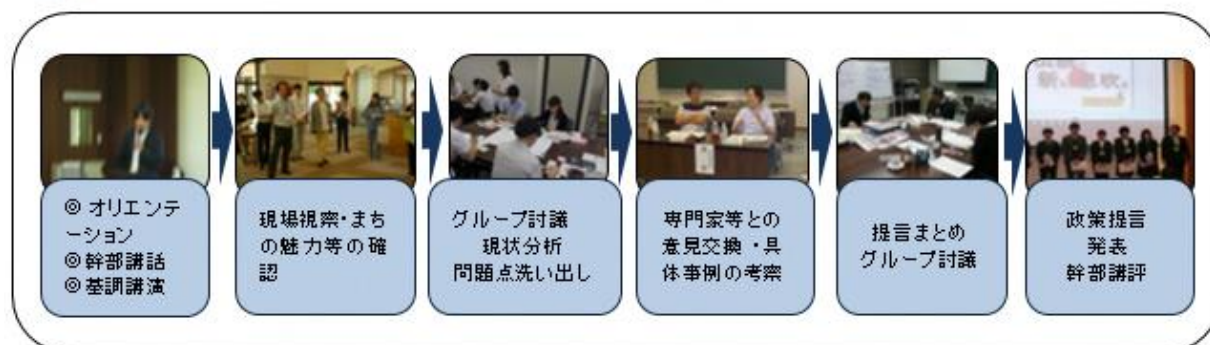 ◎ オリエンテ
ーション
◎幹部講話
◎基調講演
現場視察・まち
の魅力等の確
認
グループ討議
現状分析
問題点洗い出し
専門家等との
意見交換・具
体事例の考察
提言まとめ
グループ討議
政策提言
発表
幹部講評